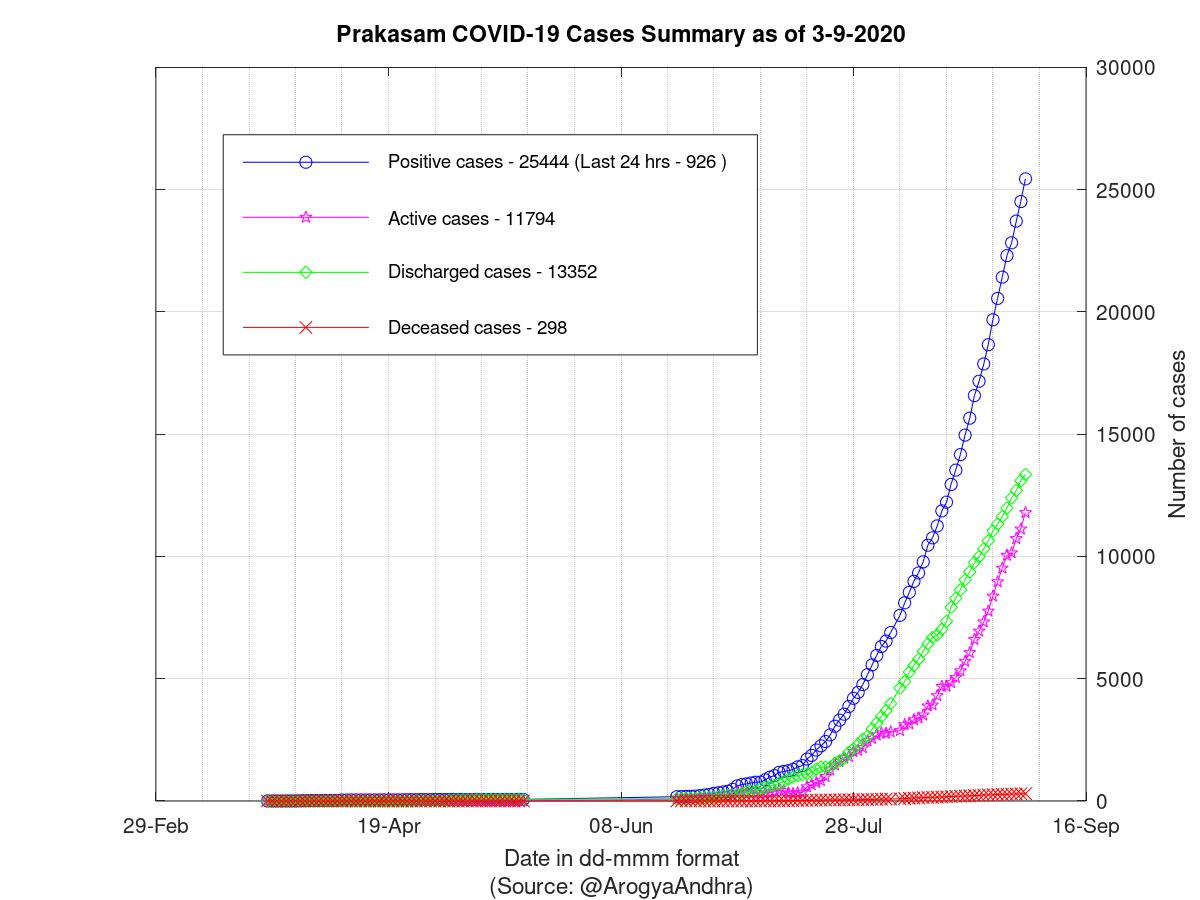 Prakasam COVID-19 Cases Summary as of 3-9-2020
30000
Positive cases - 25444 (Last 24 hrs - 926 )
25000
Active cases - 11794
Discharged cases - 13352
20000
Deceased cases - 298
15000
Number of cases
10000
5000
0
29-Feb 19-Apr 08-Jun 28-Jul 16-Sep
Date in dd-mmm format
(Source: @ArogyaAndhra)